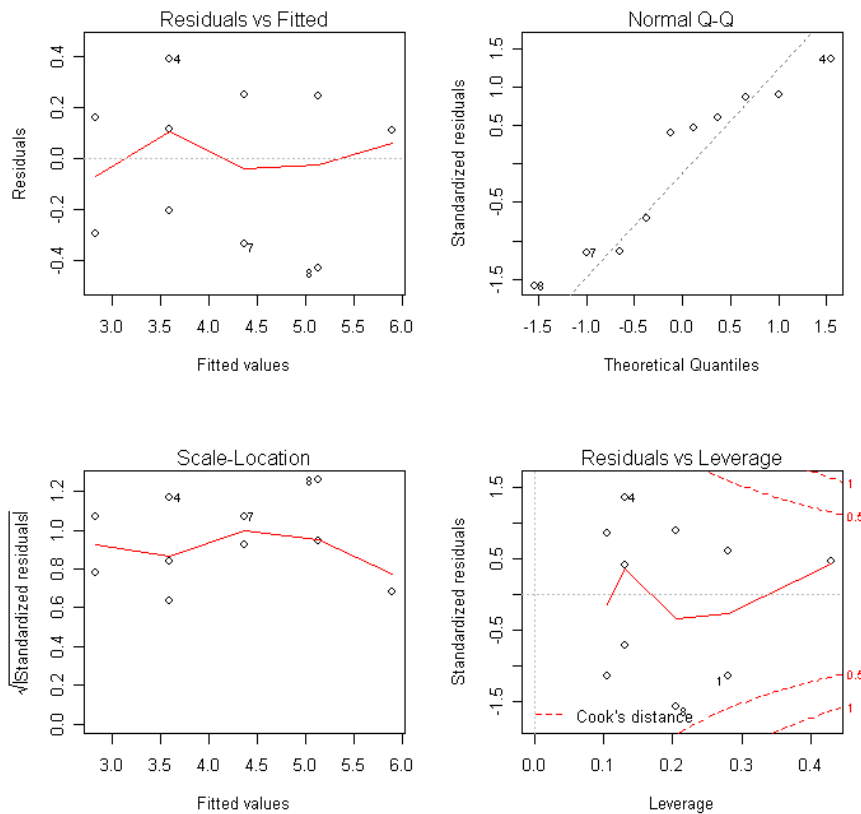 Residuals vs Fitted
Residuals
0.4
0.2
0.0
-0.2
-0.4
4
7
8
3.0 3.5 4.0 4.5 5.0 5.5 6.0
Fitted values
Normal Q-Q
Standardized residuals
1.5
0.5
-0.5
-1.5
4
7
8
-1.5 -1.0 -0.5 0.0 0.5 1.0 1.5
Theoretical Quantiles
Scale-Location
√|Standardized residuals|
1.2
1.0
0.8
0.6
0.4
0.2
0.0
8
4
7
3.0 3.5 4.0 4.5 5.0 5.5 6.0
Fitted values
Residuals vs Leverage
Standardized residuals
1.5
0.5
-0.5
-1.5
4
1
8
1
0.5
0.5
1
Cook's distance
0.0 0.1 0.2 0.3 0.4
Leverage